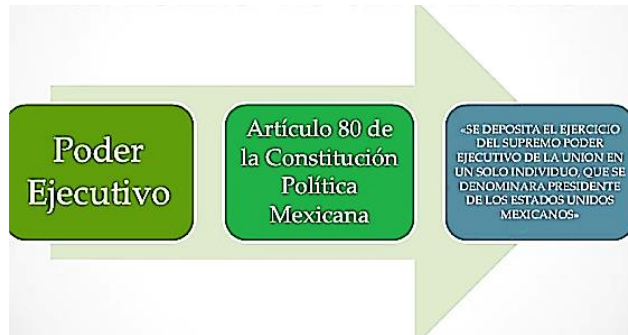 Poder
Ejecutivo
Artículo 80 de
la Constitución
Política
Mexicana
«SE DEPOSITA EL EJERCICIO
DEL SUPREMO PODER
EJECUTIVO DE LA UNION EN
UN SOLO INDIVIDUO, QUE SE
DENOMINARA PRESIDENTE
DE LOS ESTADOS UNIDOS
MEXICANOS»